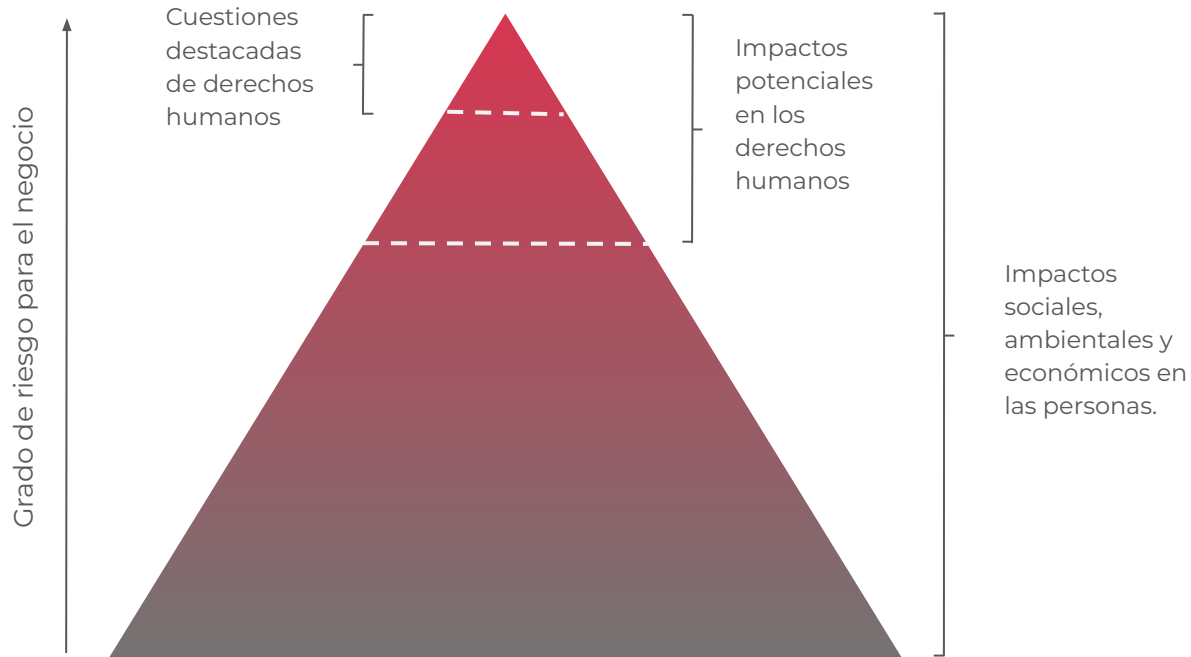 Cuestiones
destacadas
de derechos
humanos
Impactos
potenciales
en los
derechos
humanos
Grado de riesgo para el negocio
Impactos
sociales,
ambientales y
económicos en
las personas.